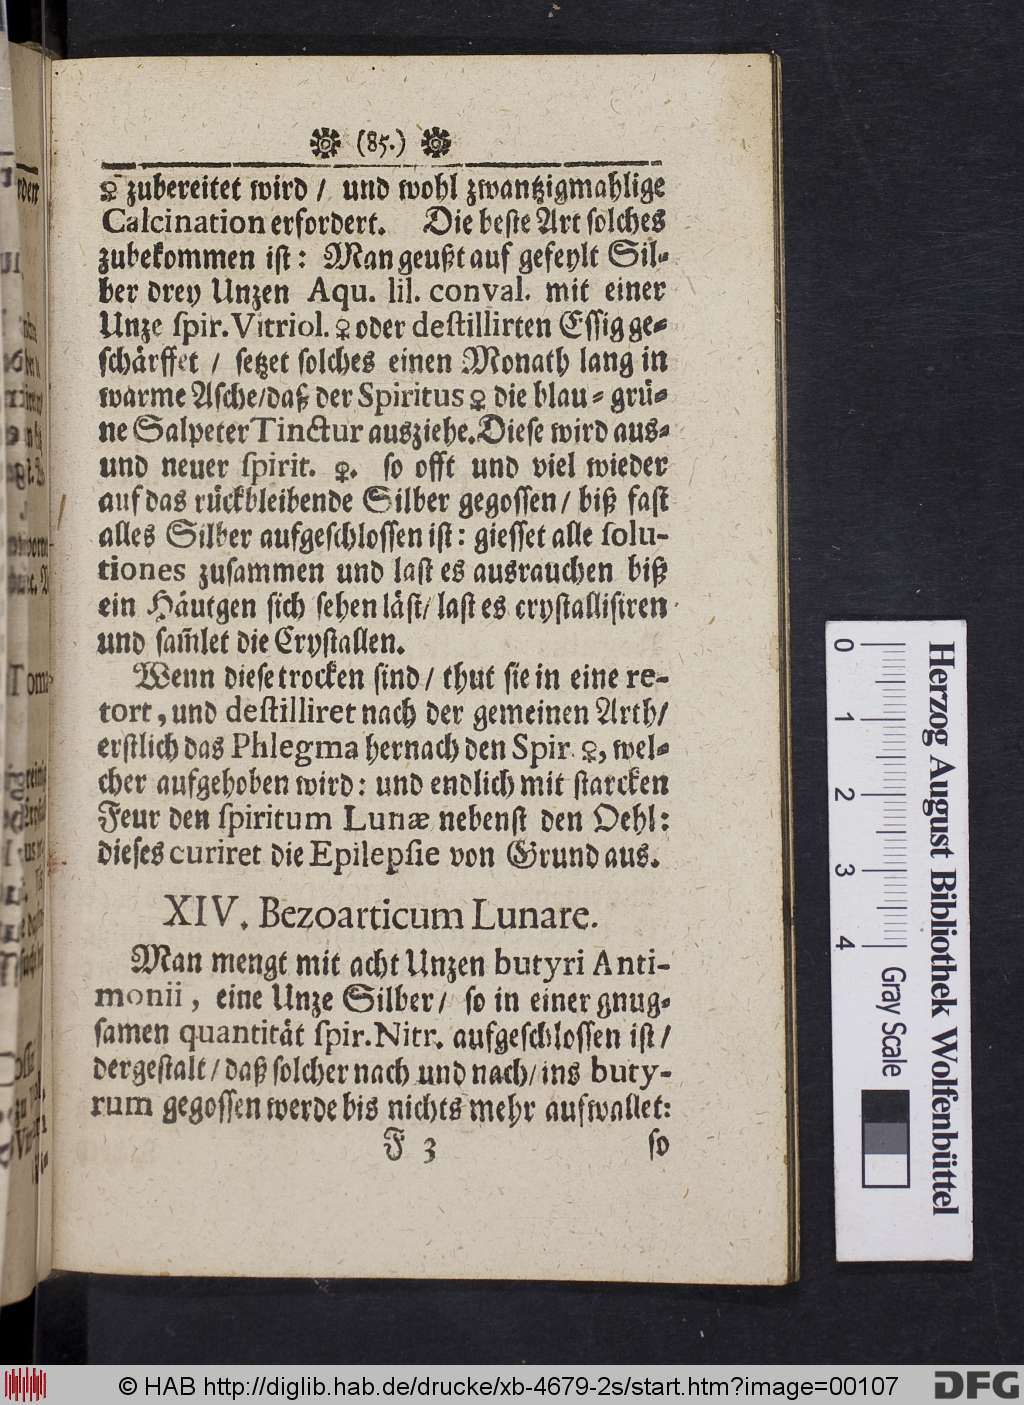 (85.)
♀ zubereitet wird / und wohl zwantzigmahlige
Calcination erfordert. Die beste Art solches
zubekommen ist: Man geußt auf gefeylt Sil-
ber drey Unzen Aqu. lil. conval. mit einer
Unze spir. Vitriol. ♀ oder destillirten Essig ge-
schärffet / setzet solches einen Monath lang in
warme Asche / daß der Spiritus ♀ die blau-grü-
ne Salpeter Tinctur ausziehe. Diese wird aus-
und neuer spirit. ♀. so offt und viel wieder
auf das rückbleibende Silber gegossen / biß fast
alles Silber aufgeschlossen ist: giesset alle solu-
tiones zusammen und last es ausrauchen biß
ein Häutgen sich sehen läst / last es crystallisiren
und sam̃let die Crystallen.
Wenn diese trocken sind / thut sie in eine re-
tort, und destilliret nach der gemeinen Arth /
erstlich das Phlegma hernach den Spir. ♀, wel-
cher aufgehoben wird: und endlich mit starcken
Feur den spiritum Lunæ nebenst den Oehl:
dieses curiret die Epilepsie von Grund aus.
XIV. Bezoarticum Lunare.
Man mengt mit acht Unzen butyri Anti-
monii, eine Unze Silber / so in einer gnug-
samen quantität spir. Nitr. aufgeschlossen ist /
dergestalt / daß solcher nach und nach / ins buty-
rum gegossen werde bis nichts mehr aufwallet:
F 3 so
0 1 2 3 4
Gray Scale
Herzog August Bibliothek Wolfenbüttel
© HAB http://diglib.hab.de/drucke/xb-4679-2s/start.htm?image=00107
DFG